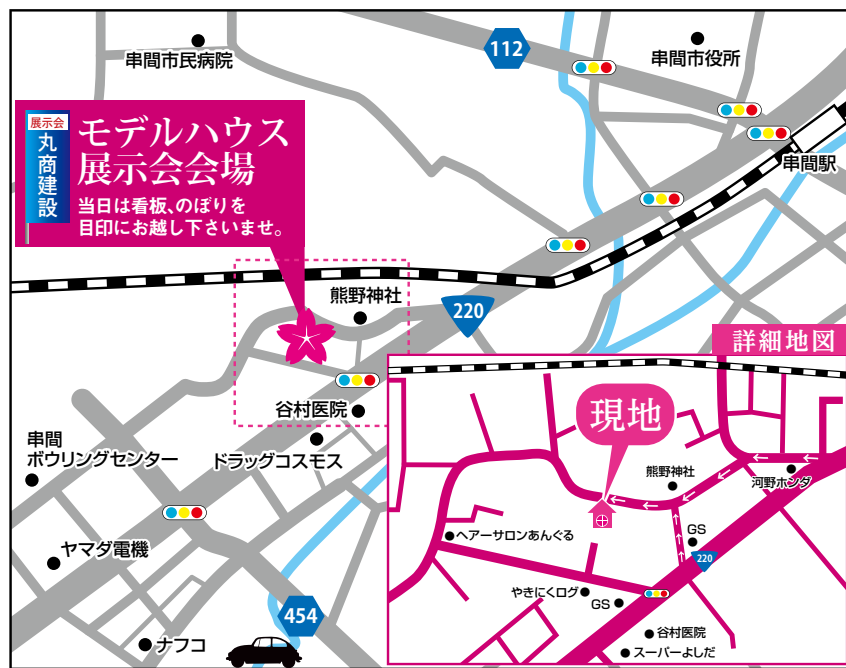 串間市民病院
112
串間市役所
展示会
丸商建設
モデルハウス
展示会会場
当日は看板、のぼりを
目印にお越し下さいませ。
串間駅
熊野神社
220
谷村医院
串間
ボウリングセンター
ドラッグコスモス
ヤマダ電機
454
ナフコ
詳細地図
現地
熊野神社
河野ホンダ
ヘアーサロンあんぐる
GS
220
やきにくログ
GS
谷村医院
スーパーよしだ